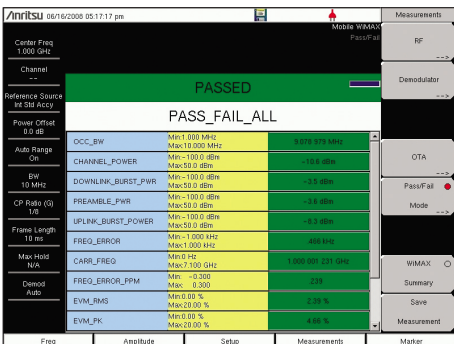 Anritsu 06/16/2008 05:17:17 pm
Measurements
Mobile WiMAX
Pass/Fail
Center Freq
1.000 GHz
Channel
--
Reference Source
Int Std Accy
Power Offset
0.0 dB
Auto Range
On
BW
10 MHz
CP Ratio (G)
1/8
Frame Length
10 ms
Max Hold
N/A
Demod
Auto
PASSED
PASS_FAIL_ALL
OCC_BW Min:1.000 MHz Max:10.000 MHz 9.078 979 MHz
CHANNEL_POWER Min:-100.0 dBm Max:50.0 dBm -10.6 dBm
DOWNLINK_BURST_PWR Min:-100.0 dBm Max:50.0 dBm -3.5 dBm
PREAMBLE_PWR Min:-100.0 dBm Max:50.0 dBm -3.6 dBm
UPLINK_BURST_POWER Min:-100.0 dBm Max:50.0 dBm -8.3 dBm
FREQ_ERROR Min:-1.000 kHz Max:1.000 kHz
CARR_FREQ Min:0 Hz Max:7.100 GHz 1.000 001 231 GHz
FREQ_ERROR_PPM Min: -0.300 Max: 0.300 239
EVM_RMS Min:0.00 % Max:20.00 % 2.39 %
EVM_PK Min:0.00 % Max:20.00 % 4.66 %
RF
-->
Demodulator
-->
OTA
-->
Pass/Fail
Mode
-->
WiMAX
Summary
Save
Measurement
Freq Amplitude Setup Measurements Marker